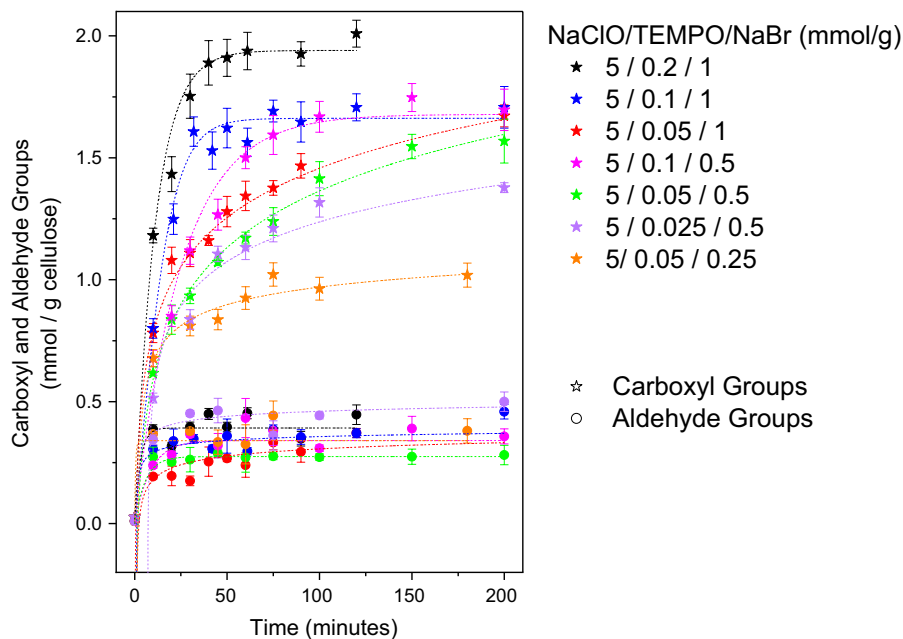 Carboxyl and Aldehyde Groups
(mmol / g cellulose)
2.0
1.5
1.0
0.5
0.0
0
50
100
150
200
Time (minutes)
NaClO/TEMPO/NaBr (mmol/g)
5 / 0.2 / 1
5 / 0.1 / 1
5 / 0.05 / 1
5 / 0.1 / 0.5
5 / 0.05 / 0.5
5 / 0.025 / 0.5
5/ 0.05 / 0.25
Carboxyl Groups
Aldehyde Groups